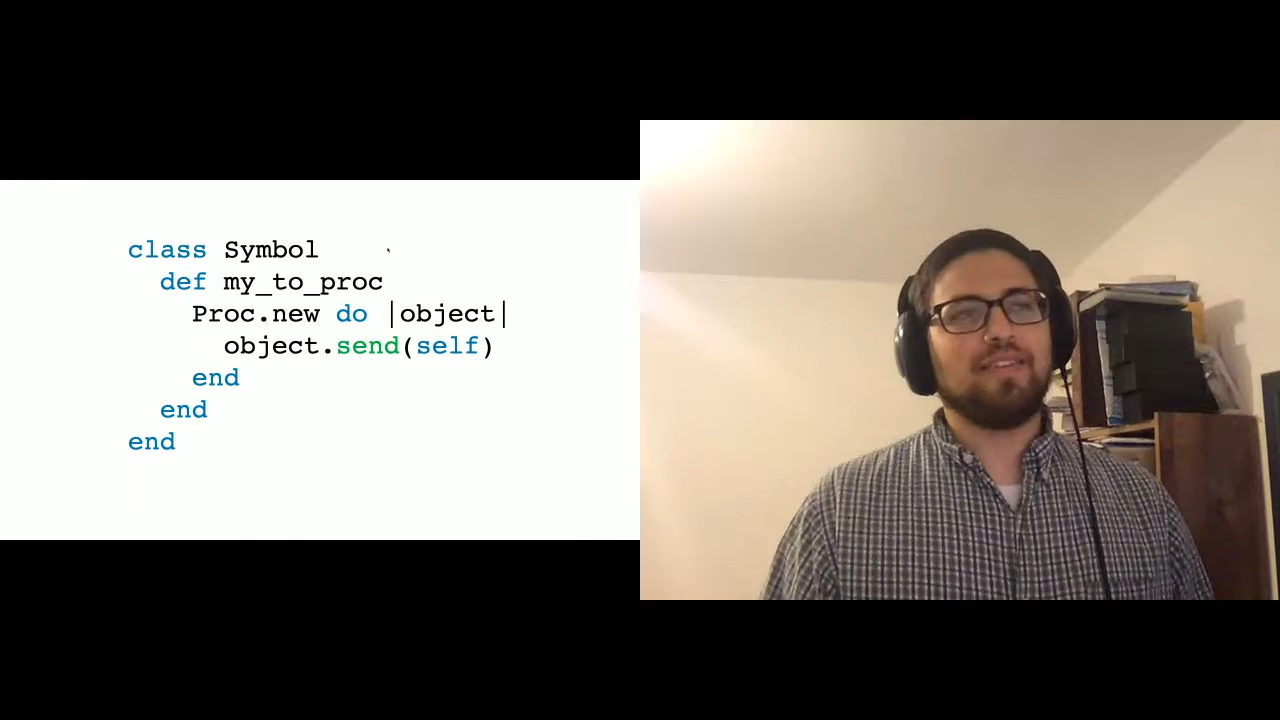 class Symbol
def my_to_proc
Proc.new do |object|
object.send(self)
end
end
end